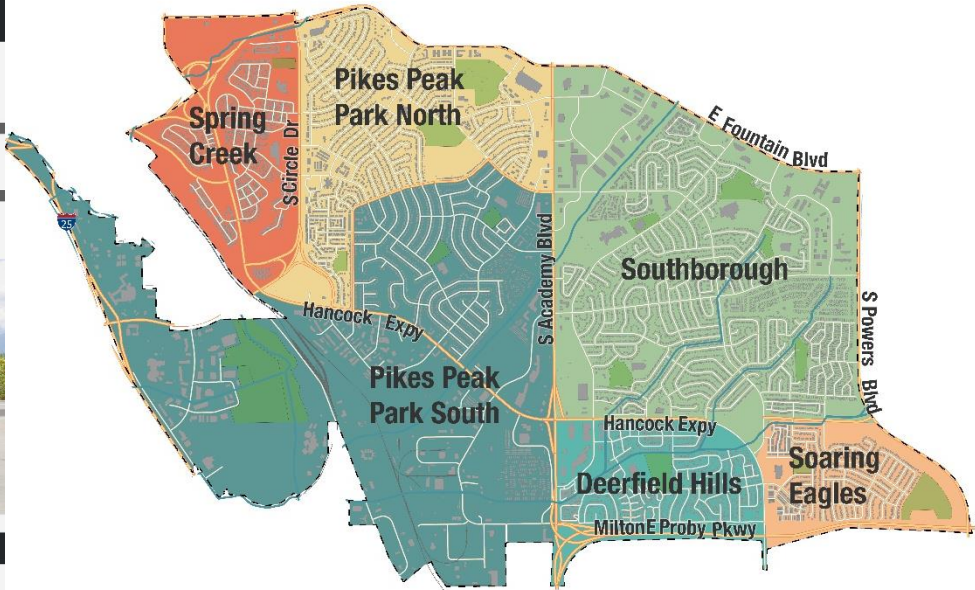 Pikes Peak
Park North
Spring
Creek
S Circle Dr
E Fountain Blvd
25
S Academy Blvd
Southborough
Hancock Expy
S Powers Blvd
Pikes Peak
Park South
Hancock Expy
Soaring
Eagles
Deerfield Hills
Milton E Proby Pkwy